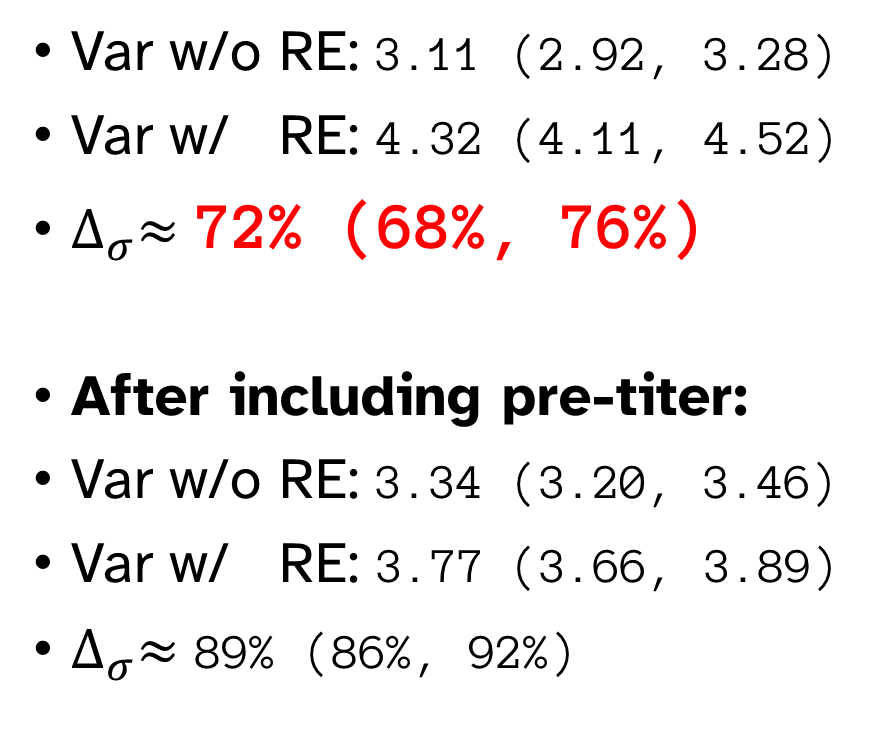 • Var w/o RE: 3.11 (2.92, 3.28)
• Var w/ RE: 4.32 (4.11, 4.52)
• Δσ≈ 72% (68%, 76%)
• After including pre-titer:
• Var w/o RE: 3.34 (3.20, 3.46)
• Var w/ RE: 3.77 (3.66, 3.89)
• Δσ≈ 89% (86%, 92%)